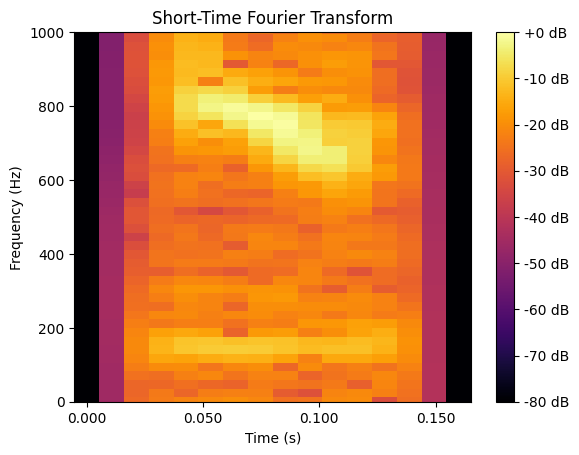 Short-Time Fourier Transform
1000
800
600
400
200
0
Frequency (Hz)
0.000
0.050
0.100
0.150
Time (s)
+0 dB
-10 dB
-20 dB
-30 dB
-40 dB
-50 dB
-60 dB
-70 dB
-80 dB